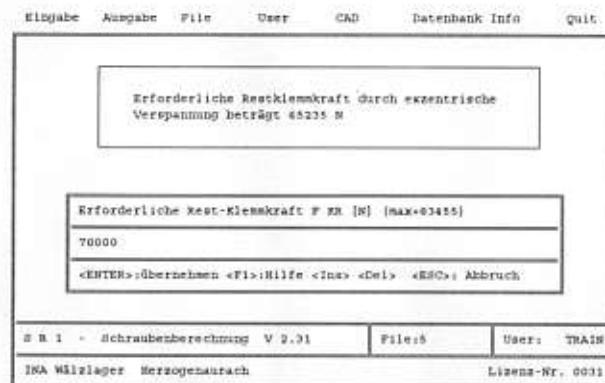 Eingabe Ausgabe File User CAD Datenbank Info Quit
Erforderliche Restklemmkraft durch exzentrische
Verspannung beträgt 65235 N
Erforderliche Rest-Klemmkraft F KR [N] (max=83455)
70000
<ENTER>:Übernehmen <F1>:Hilfe <Ins> <Del> <ESC>: Abbruch
S R 1 - Schraubenberechnung V 2.31 File:5 User: TRAIN
INA Wälzlager Herzogenaurach Lizenz-Nr. 0031